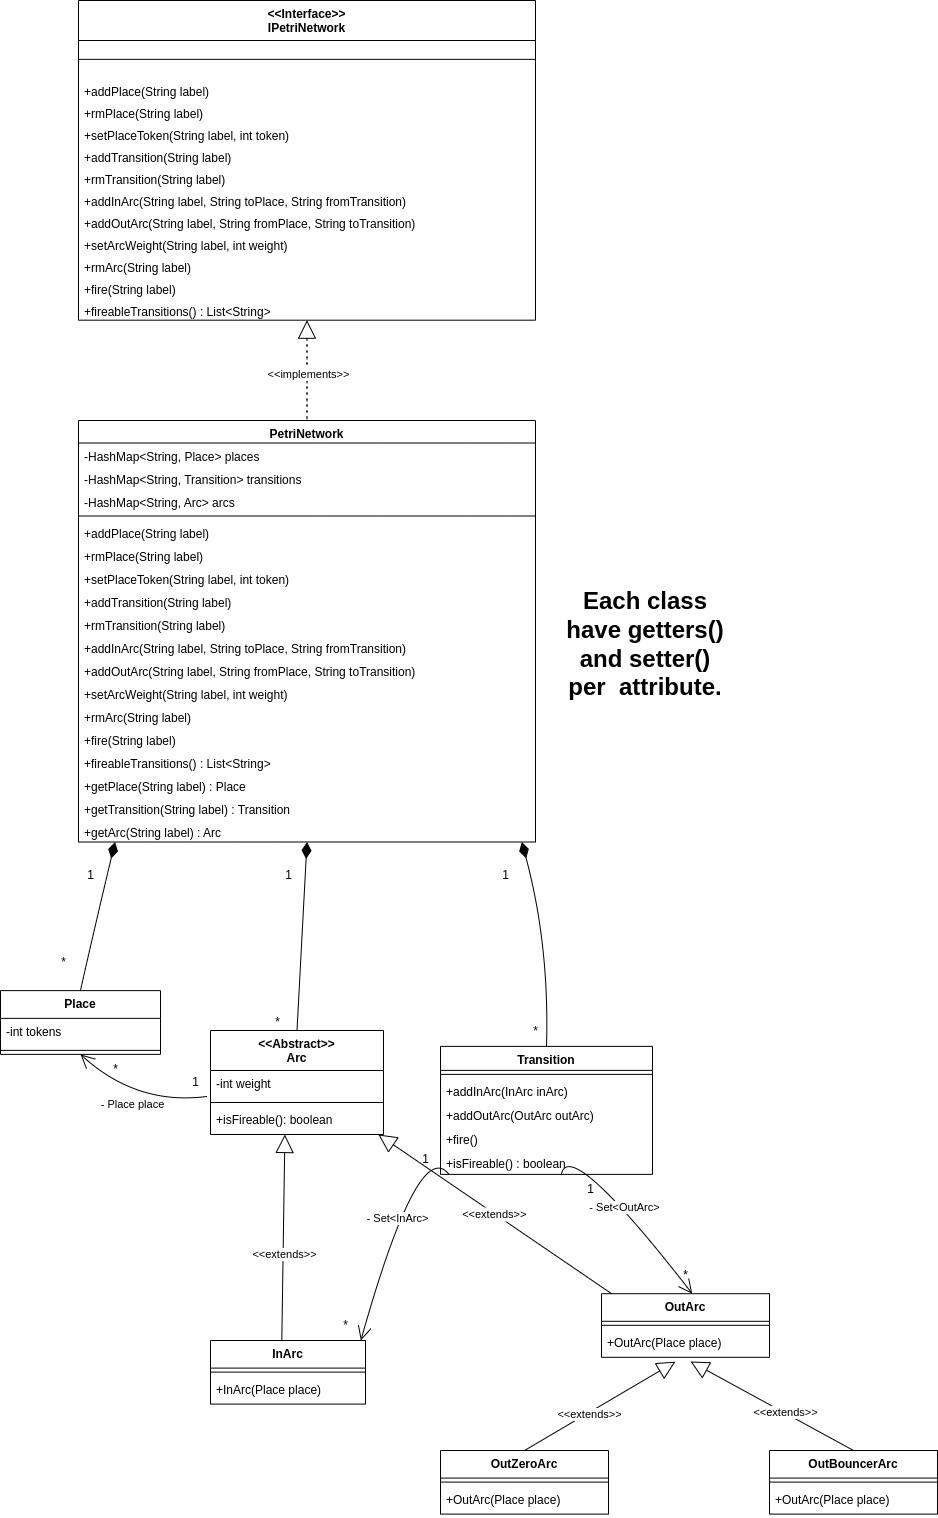 <<Interface>>
IPetriNetwork
+addPlace(String label)
+rmPlace(String label)
+setPlaceToken(String label, int token)
+addTransition(String label)
+rmTransition(String label)
+addInArc(String label, String toPlace, String fromTransition)
+addOutArc(String label, String fromPlace, String toTransition)
+setArcWeight(String label, int weight)
+rmArc(String label)
+fire(String label)
+fireableTransitions() : List<String>
<<implements>>
PetriNetwork
-HashMap<String, Place> places
-HashMap<String, Transition> transitions
-HashMap<String, Arc> arcs
+addPlace(String label)
+rmPlace(String label)
+setPlaceToken(String label, int token)
+addTransition(String label)
+rmTransition(String label)
+addInArc(String label, String toPlace, String fromTransition)
+addOutArc(String label, String fromPlace, String toTransition)
+setArcWeight(String label, int weight)
+rmArc(String label)
+fire(String label)
+fireableTransitions() : List<String>
+getPlace(String label) : Place
+getTransition(String label) : Transition
+getArc(String label) : Arc
Each class
have getters()
and setter()
per  attribute.
1
1
1
*
*
*
Place
-int tokens
*
1
- Place place
<<Abstract>>
Arc
-int weight
+isFireable(): boolean
Transition
+addInArc(InArc inArc)
+addOutArc(OutArc outArc)
+fire()
+isFireable() : boolean
1
1
- Set<InArc>
<<extends>>
- Set<OutArc>
<<extends>>
*
*
InArc
+InArc(Place place)
OutArc
+OutArc(Place place)
<<extends>>
<<extends>>
OutZeroArc
+OutArc(Place place)
OutBouncerArc
+OutArc(Place place)